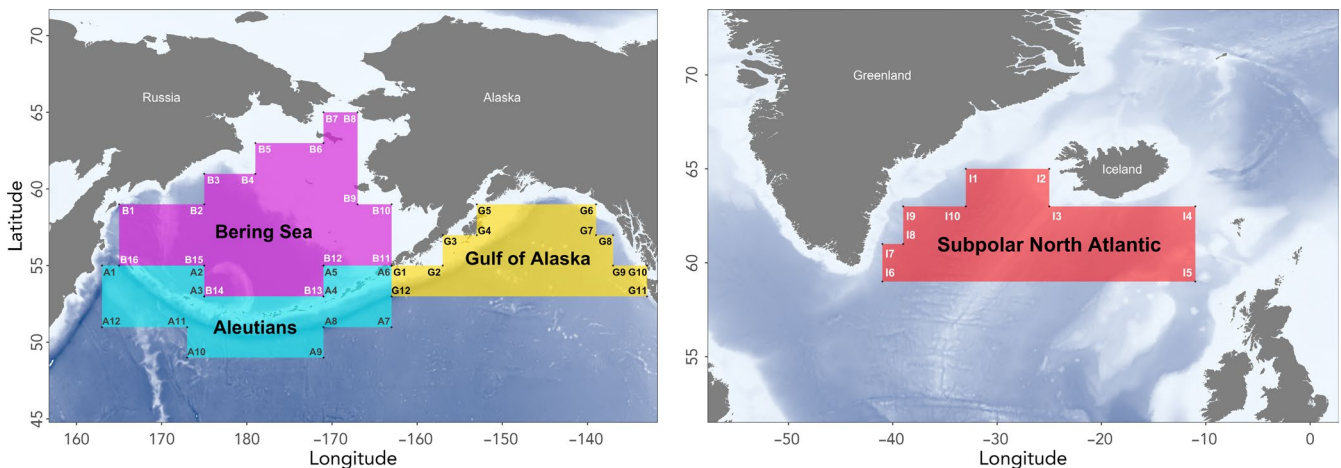 70
65
60
55
50
45
Latitude
Russia
Alaska
B7 B8
B5 B6
B3 B4
B9
B1 B2 B10
G5 G6
Bering Sea
G4 G7
G3 G8
Gulf of Alaska
B16 B15 B12 B11
A1 A2 A5 A6 G1 G2 G9 G10
A3 B14 B13 A4 G12 G11
Aleutians
A12 A11 A8 A7
A10 A9
160 170 180 −170 −160 −150 −140
Longitude
70
65
60
55
Greenland
Iceland
I1 I2
I9 I10 I3 I4
I8
Subpolar North Atlantic
I7
I6 I5
−50 −40 −30 −20 −10 0
Longitude